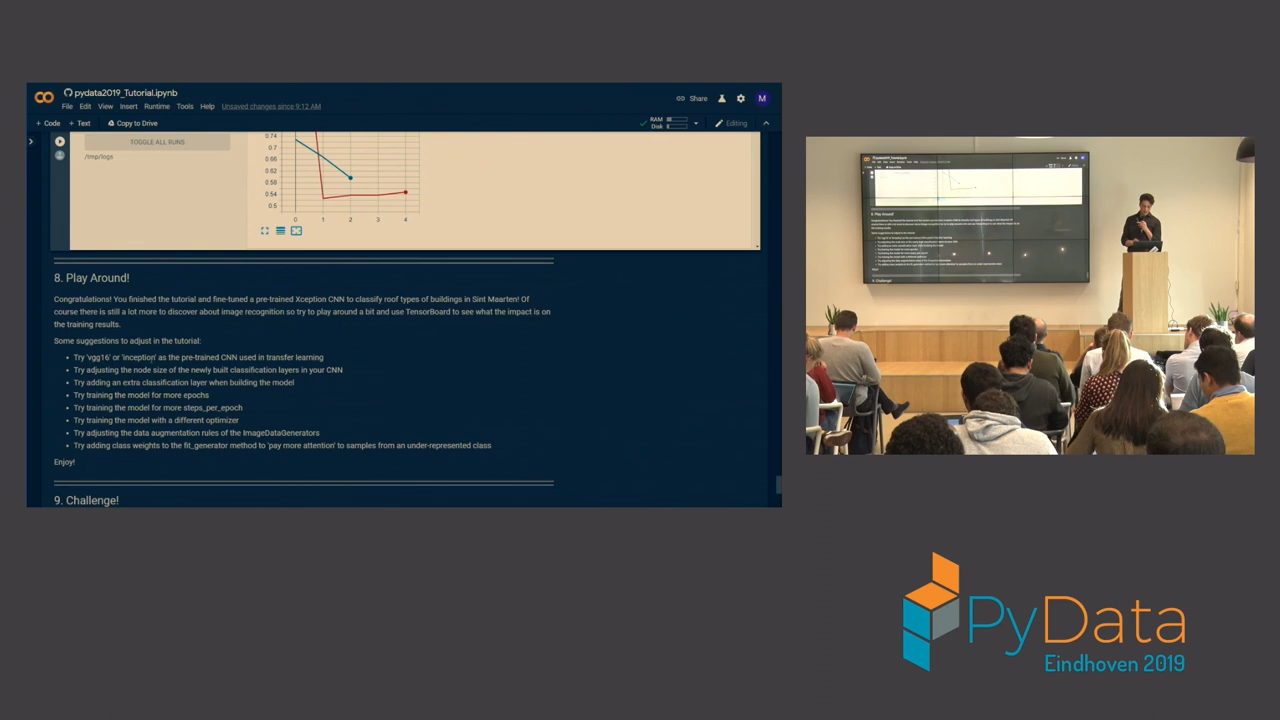 pydata2019_Tutorial.ipynb
File Edit View Insert Runtime Tools Help Unsaved changes since 9:12 AM
Share
M
+ Code + Text Copy to Drive
RAM
Disk
Editing
TOGGLE ALL RUNS
/tmp/logs
0.74
0.7
0.66
0.62
0.58
0.54
0.5
0 1 2 3 4
8. Play Around!
Congratulations! You finished the tutorial and fine-tuned a pre-trained Xception CNN to classify roof types of buildings in Sint Maarten! Of
course there is still a lot more to discover about image recognition so try to play around a bit and use TensorBoard to see what the impact is on
the training results.
Some suggestions to adjust in the tutorial:
• Try 'vgg16' or 'inception' as the pre-trained CNN used in transfer learning
• Try adjusting the node size of the newly built classification layers in your CNN
• Try adding an extra classification layer when building the model
• Try training the model for more epochs
• Try training the model for more steps_per_epoch
• Try training the model with a different optimizer
• Try adjusting the data augmentation rules of the ImageDataGenerators
• Try adding class weights to the fit_generator method to 'pay more attention' to samples from an under-represented class
Enjoy!
9. Challenge!
8. Play Around!
9. Challenge!
PyData
Eindhoven 2019